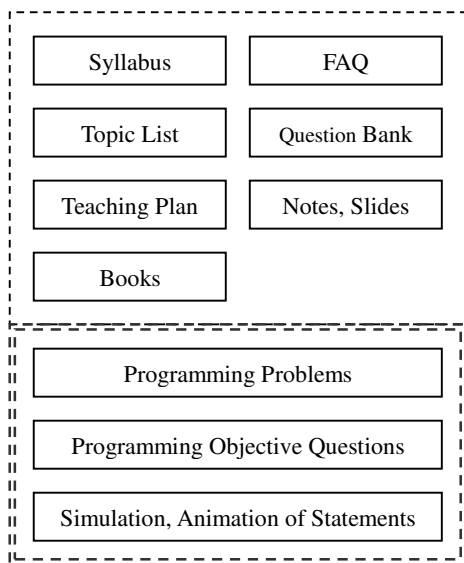 Syllabus
FAQ
Topic List
Question Bank
Teaching Plan
Notes, Slides
Books
Programming Problems
Programming Objective Questions
Simulation, Animation of Statements